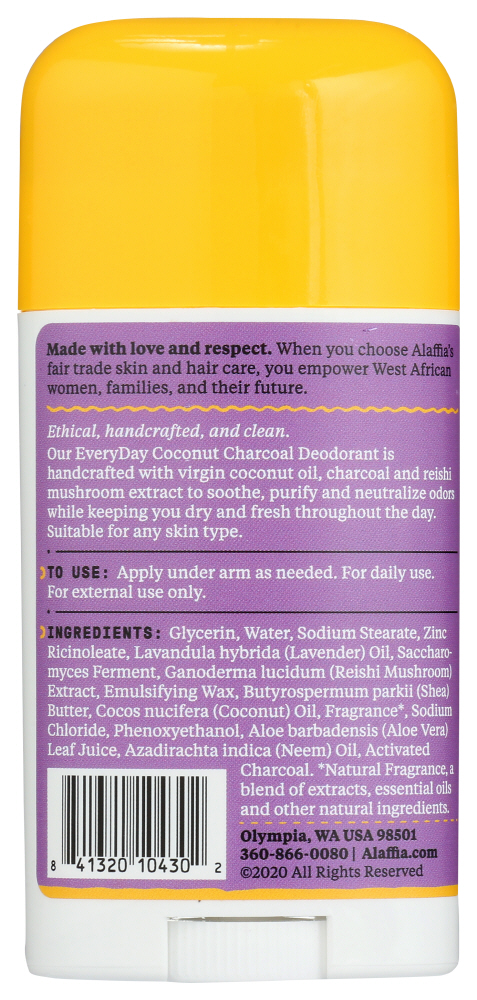 Made with love and respect. When you choose Alaffia's
fair trade skin and hair care, you empower West African
women, families, and their future.
Ethical, handcrafted, and clean.
Our EveryDay Coconut Charcoal Deodorant is
handcrafted with virgin coconut oil, charcoal and reishi
mushroom extract to soothe, purify and neutralize odors
while keeping you dry and fresh throughout the day.
Suitable for any skin type.
TO USE: Apply under arm as needed. For daily use.
For external use only.
INGREDIENTS: Glycerin, Water, Sodium Stearate, Zinc
Ricinoleate, Lavandula hybrida (Lavender) Oil, Saccharo-
myces Ferment, Ganoderma lucidum (Reishi Mushroom)
Extract, Emulsifying Wax, Butyrospermum parkii (Shea)
Butter, Cocos nucifera (Coconut) Oil, Fragrance*, Sodium
Chloride, Phenoxyethanol, Aloe barbadensis (Aloe Vera)
Leaf Juice, Azadirachta indica (Neem) Oil, Activated
Charcoal. *Natural Fragrance, a
blend of extracts, essential oils
and other natural ingredients.
Olympia, WA USA 98501
360-866-0080 | Alaffia.com
©2020 All Rights Reserved
8 41320 10430 2